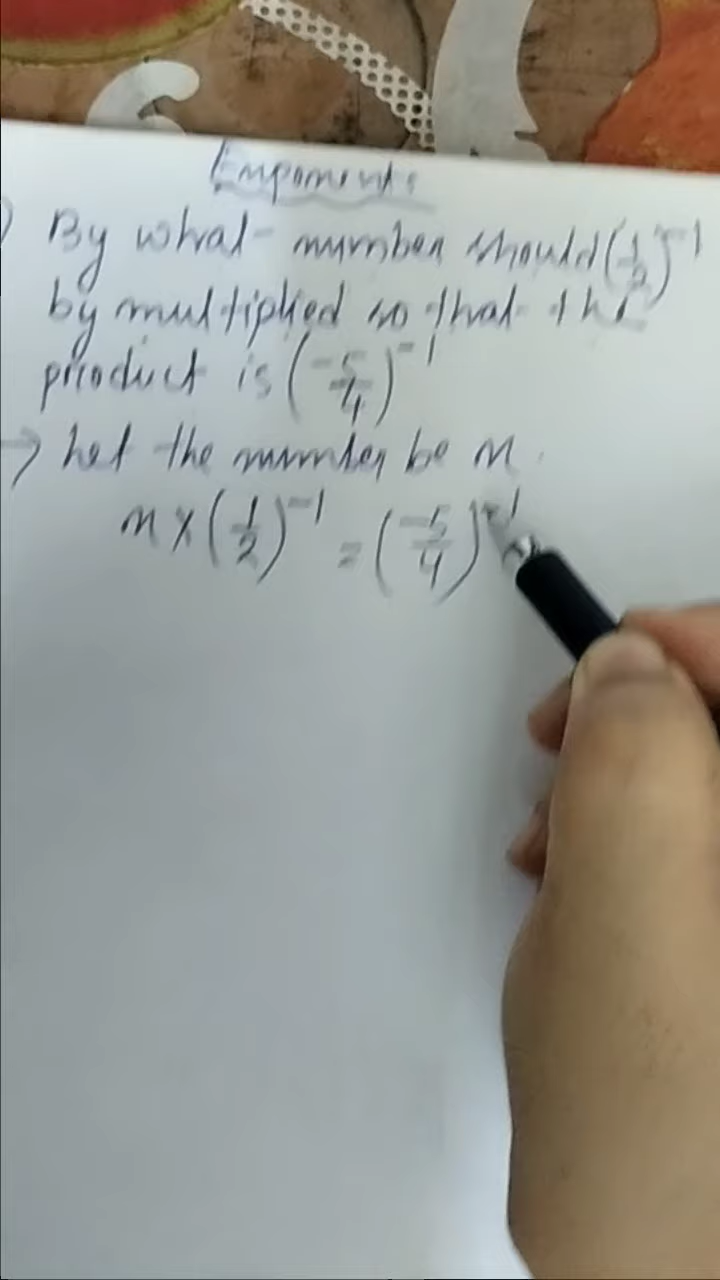 Exponents
) By what number should (1/2)^-1
by multiplied so that the
product is (-5/4)^-1
→ Let the number be x.
x × (1/2)^-1 = (-5/4)^-1